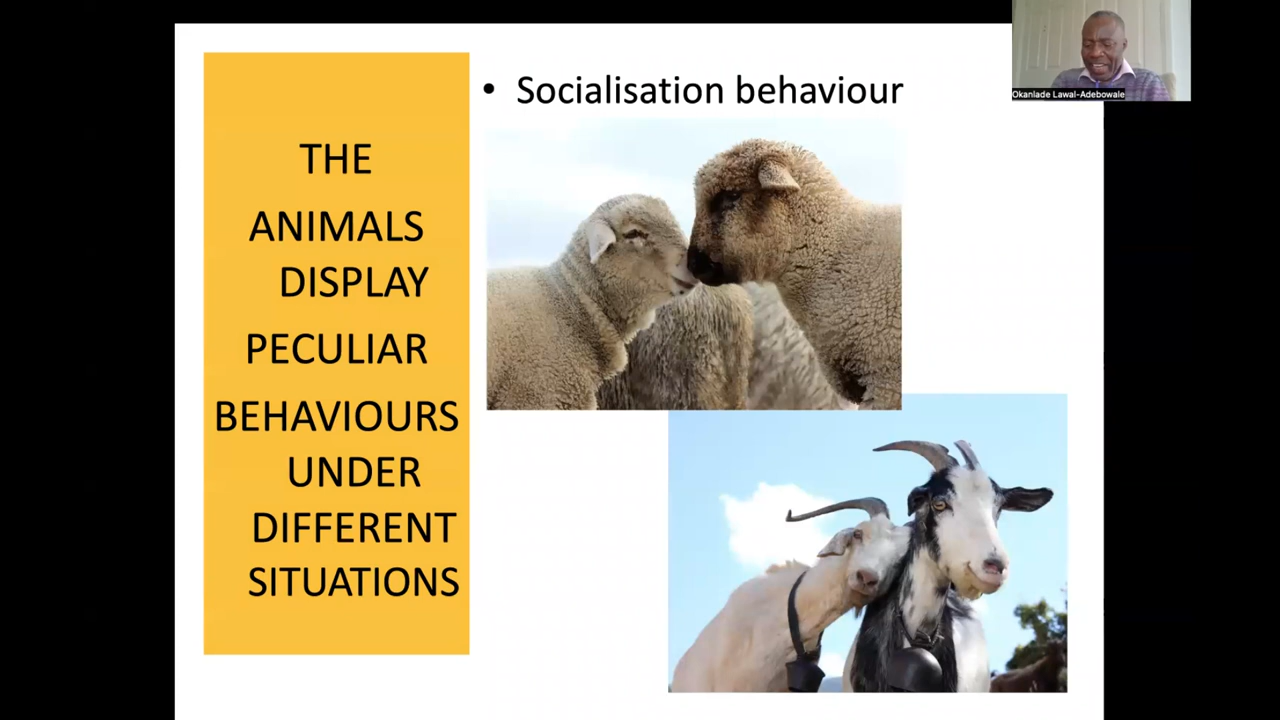 • Socialisation behaviour
THE
ANIMALS
DISPLAY
PECULIAR
BEHAVIOURS
UNDER
DIFFERENT
SITUATIONS
Okanlade Lawal-Adebowale